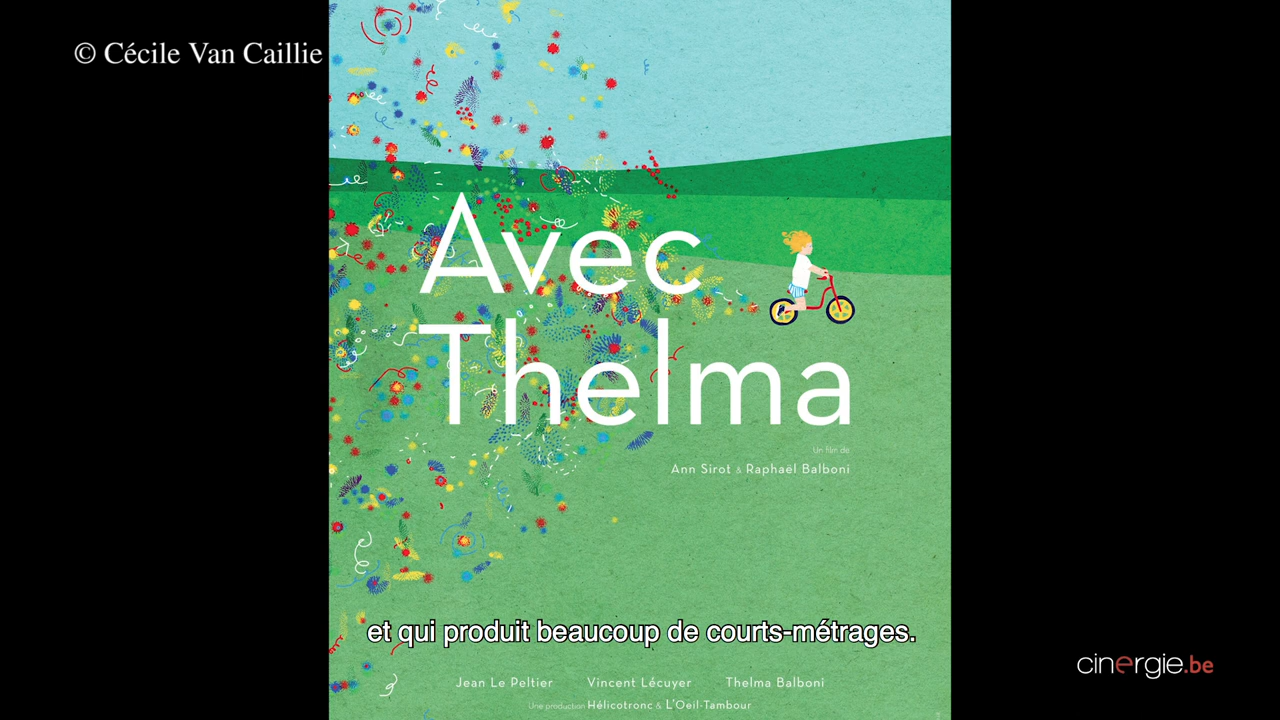 © Cécile Van Caillie
Avec
Thelma
Un film de
Ann Sirot & Raphaël Balboni
et qui produit beaucoup de courts-métrages.
cinergie.be
Jean Le Peltier Vincent Lécuyer Thelma Balboni
Une production Hélicotronc & L'Oeil-Tambour